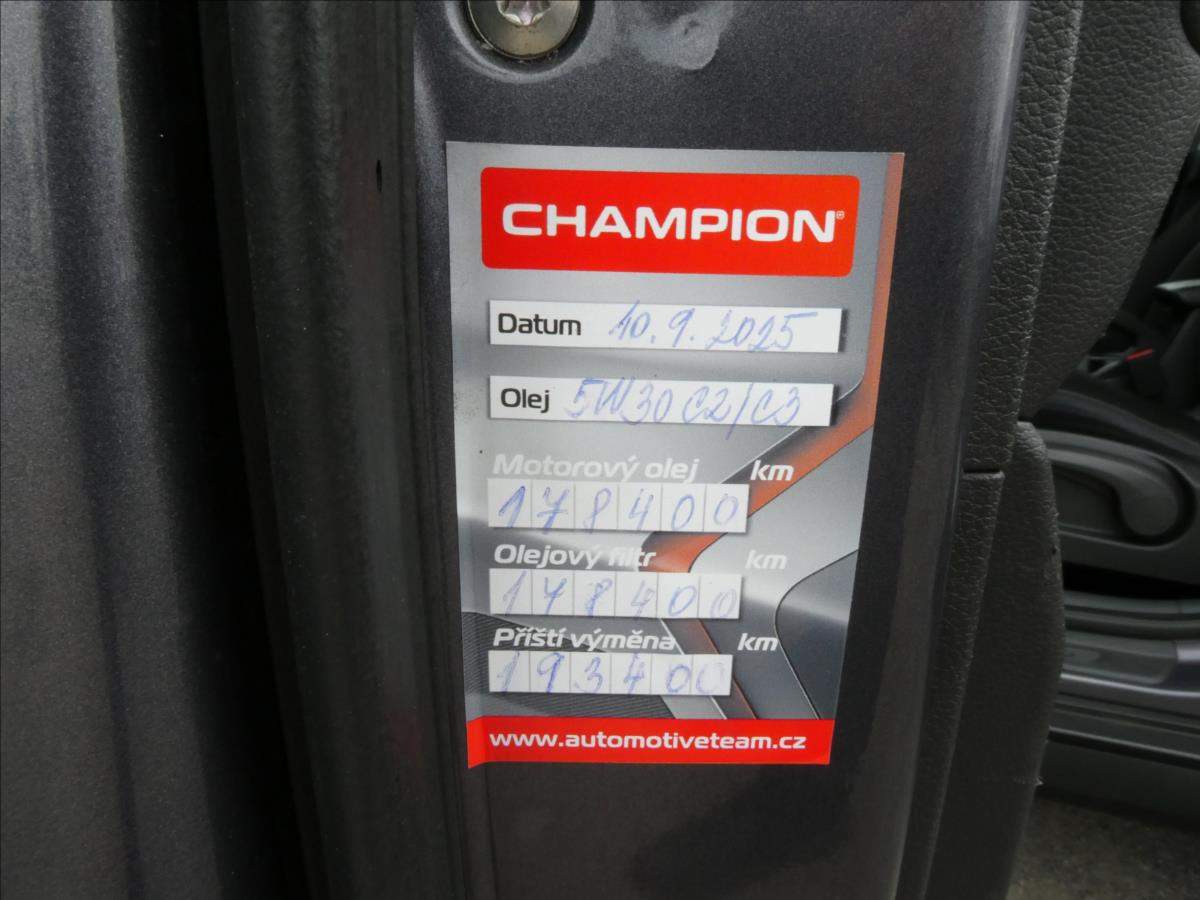 CHAMPION®
Datum 10.9.2025
Olej 5W30 C2/C3
Motorový olej km
178400
Olejový filtr km
178400
Příští výměna km
193400
www.automotiveteam.cz